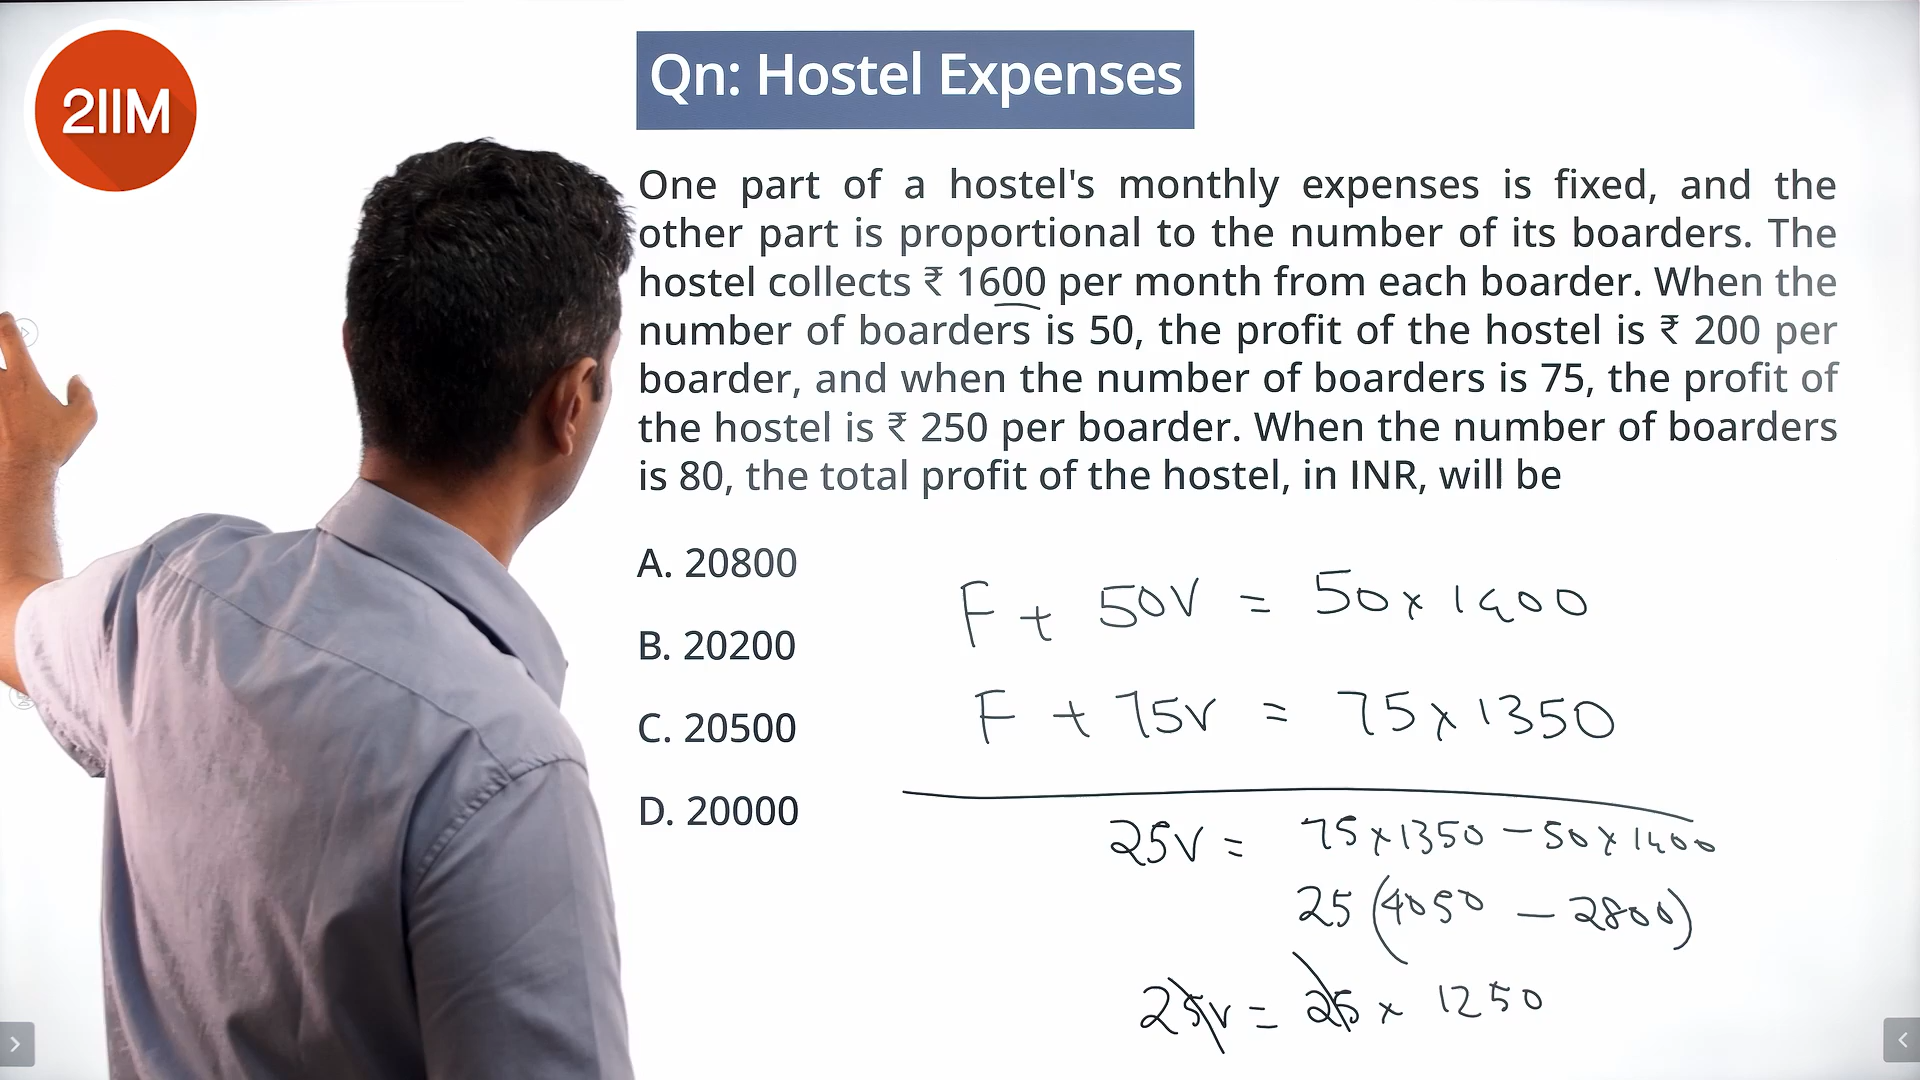 2IIM
Qn: Hostel Expenses
One part of a hostel's monthly expenses is fixed, and the
other part is proportional to the number of its boarders. The
hostel collects ₹ 1600 per month from each boarder. When the
number of boarders is 50, the profit of the hostel is ₹ 200 per
boarder, and when the number of boarders is 75, the profit of
the hostel is ₹ 250 per boarder. When the number of boarders
is 80, the total profit of the hostel, in INR, will be
A. 20800
B. 20200
C. 20500
D. 20000
F + 50V = 50 x 1400
F + 75V = 75 x 1350
25V = 75 x 1350 - 50 x 1400
25 (4050 - 2800)
25V = 25 x 1250